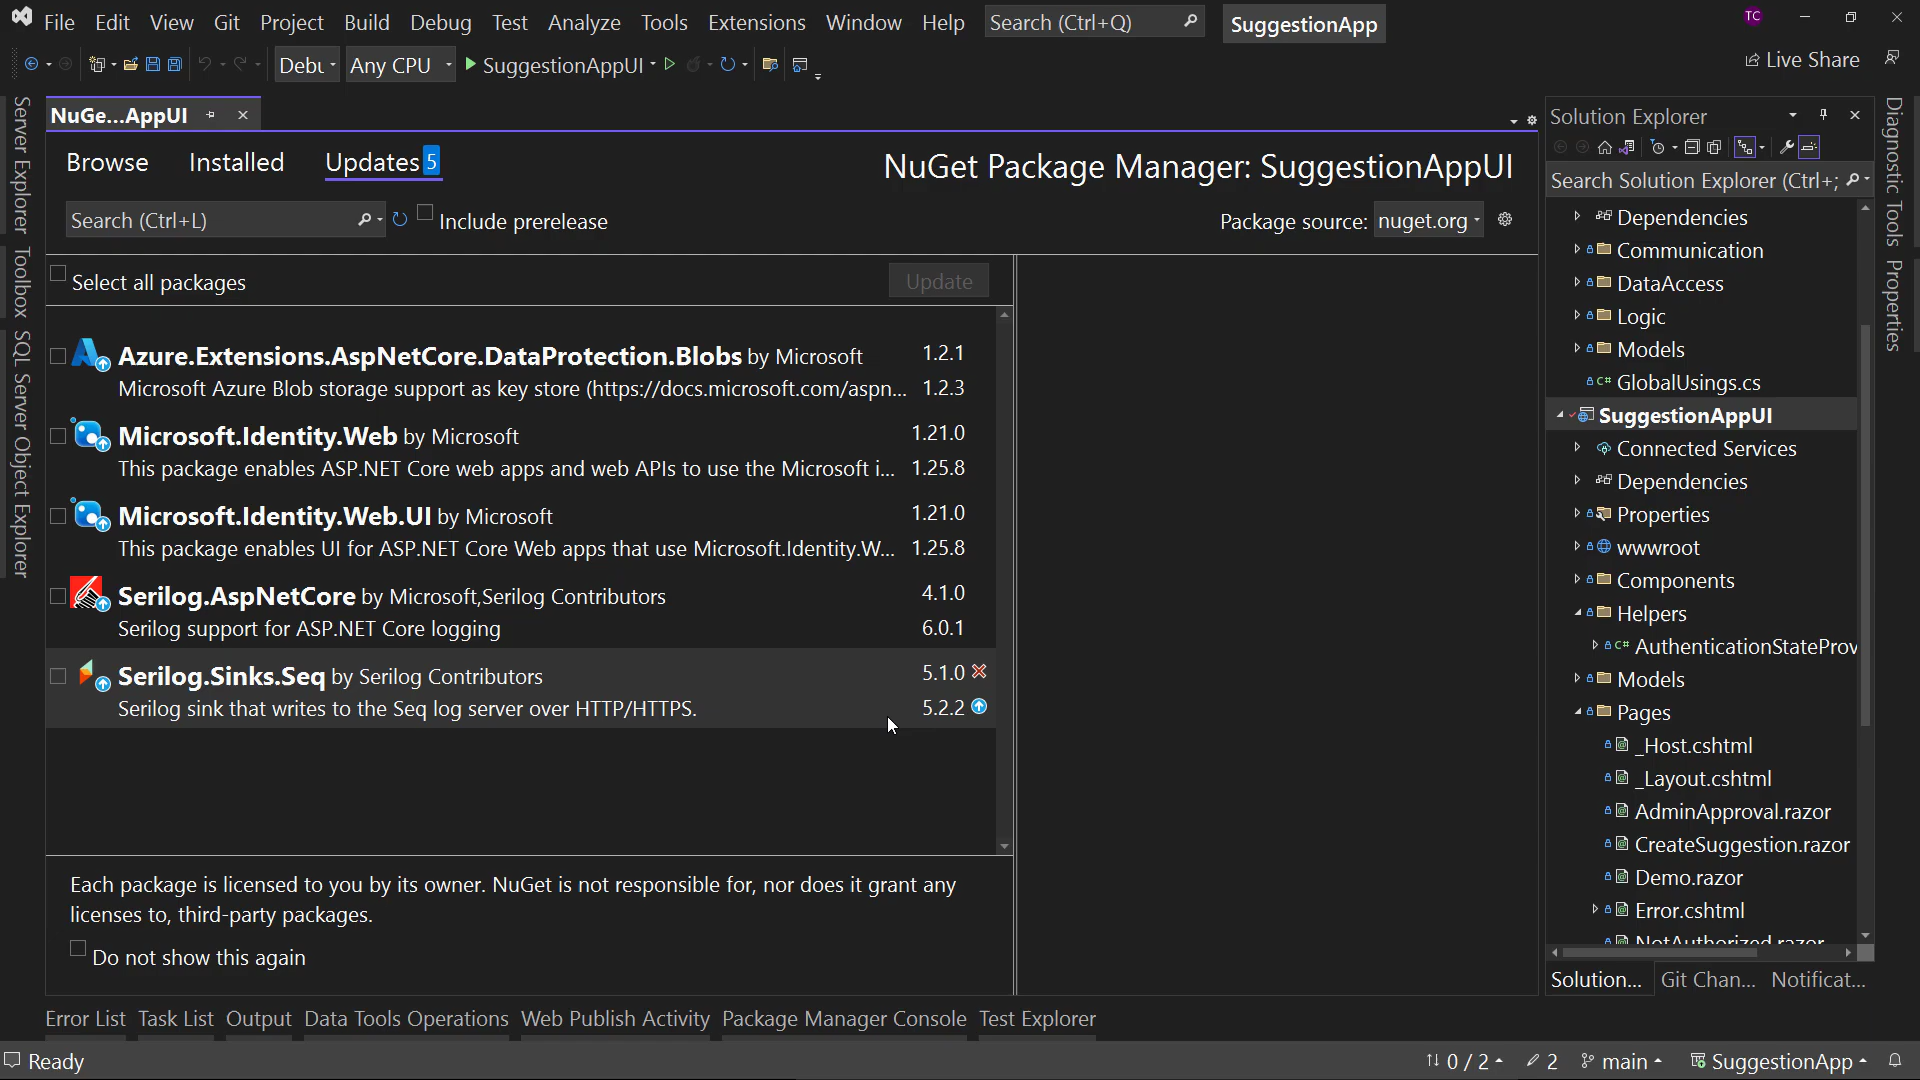 File Edit View Git Project Build Debug Test Analyze Tools Extensions Window Help Search (Ctrl+Q) SuggestionApp TC
Debu Any CPU SuggestionAppUI Live Share
NuGe...AppUI
Browse Installed Updates 5 NuGet Package Manager: SuggestionAppUI
Search (Ctrl+L) Include prerelease Package source: nuget.org
Select all packages Update
Azure.Extensions.AspNetCore.DataProtection.Blobs by Microsoft 1.2.1
Microsoft Azure Blob storage support as key store (https://docs.microsoft.com/aspn... 1.2.3
Microsoft.Identity.Web by Microsoft 1.21.0
This package enables ASP.NET Core web apps and web APIs to use the Microsoft i... 1.25.8
Microsoft.Identity.Web.UI by Microsoft 1.21.0
This package enables UI for ASP.NET Core Web apps that use Microsoft.Identity.W... 1.25.8
Serilog.AspNetCore by Microsoft,Serilog Contributors 4.1.0
Serilog support for ASP.NET Core logging 6.0.1
Serilog.Sinks.Seq by Serilog Contributors 5.1.0
Serilog sink that writes to the Seq log server over HTTP/HTTPS. 5.2.2
Each package is licensed to you by its owner. NuGet is not responsible for, nor does it grant any
licenses to, third-party packages.
Do not show this again
Server Explorer
Toolbox
SQL Server Object Explorer
Solution Explorer
Search Solution Explorer (Ctrl+;
Dependencies
Communication
DataAccess
Logic
Models
C# GlobalUsings.cs
SuggestionAppUI
Connected Services
Dependencies
Properties
wwwroot
Components
Helpers
C# AuthenticationStateProv
Models
Pages
_Host.cshtml
_Layout.cshtml
AdminApproval.razor
CreateSuggestion.razor
Demo.razor
Error.cshtml
NotAuthorized.razor
Solution... Git Chan... Notificat...
Diagnostic Tools
Properties
Error List Task List Output Data Tools Operations Web Publish Activity Package Manager Console Test Explorer
Ready 0 / 2 2 main SuggestionApp